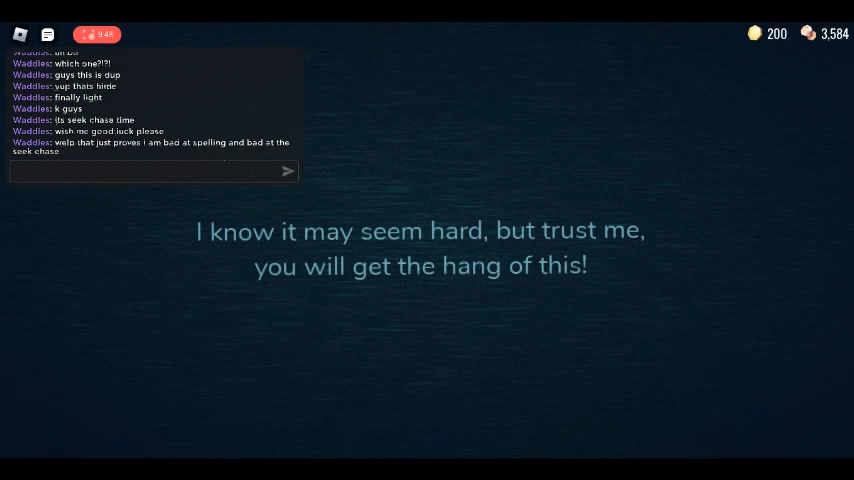 9:49
200
3,584
Waddles: which one?!?!
Waddles: guys this is dup
Waddles: yup thats hirde
Waddles: finally light
Waddles: k guys
Waddles: its seek chase time
Waddles: wish me good luck please
Waddles: welp that just proves i am bad at spelling and bad at the
seek chase
I know it may seem hard, but trust me,
you will get the hang of this!